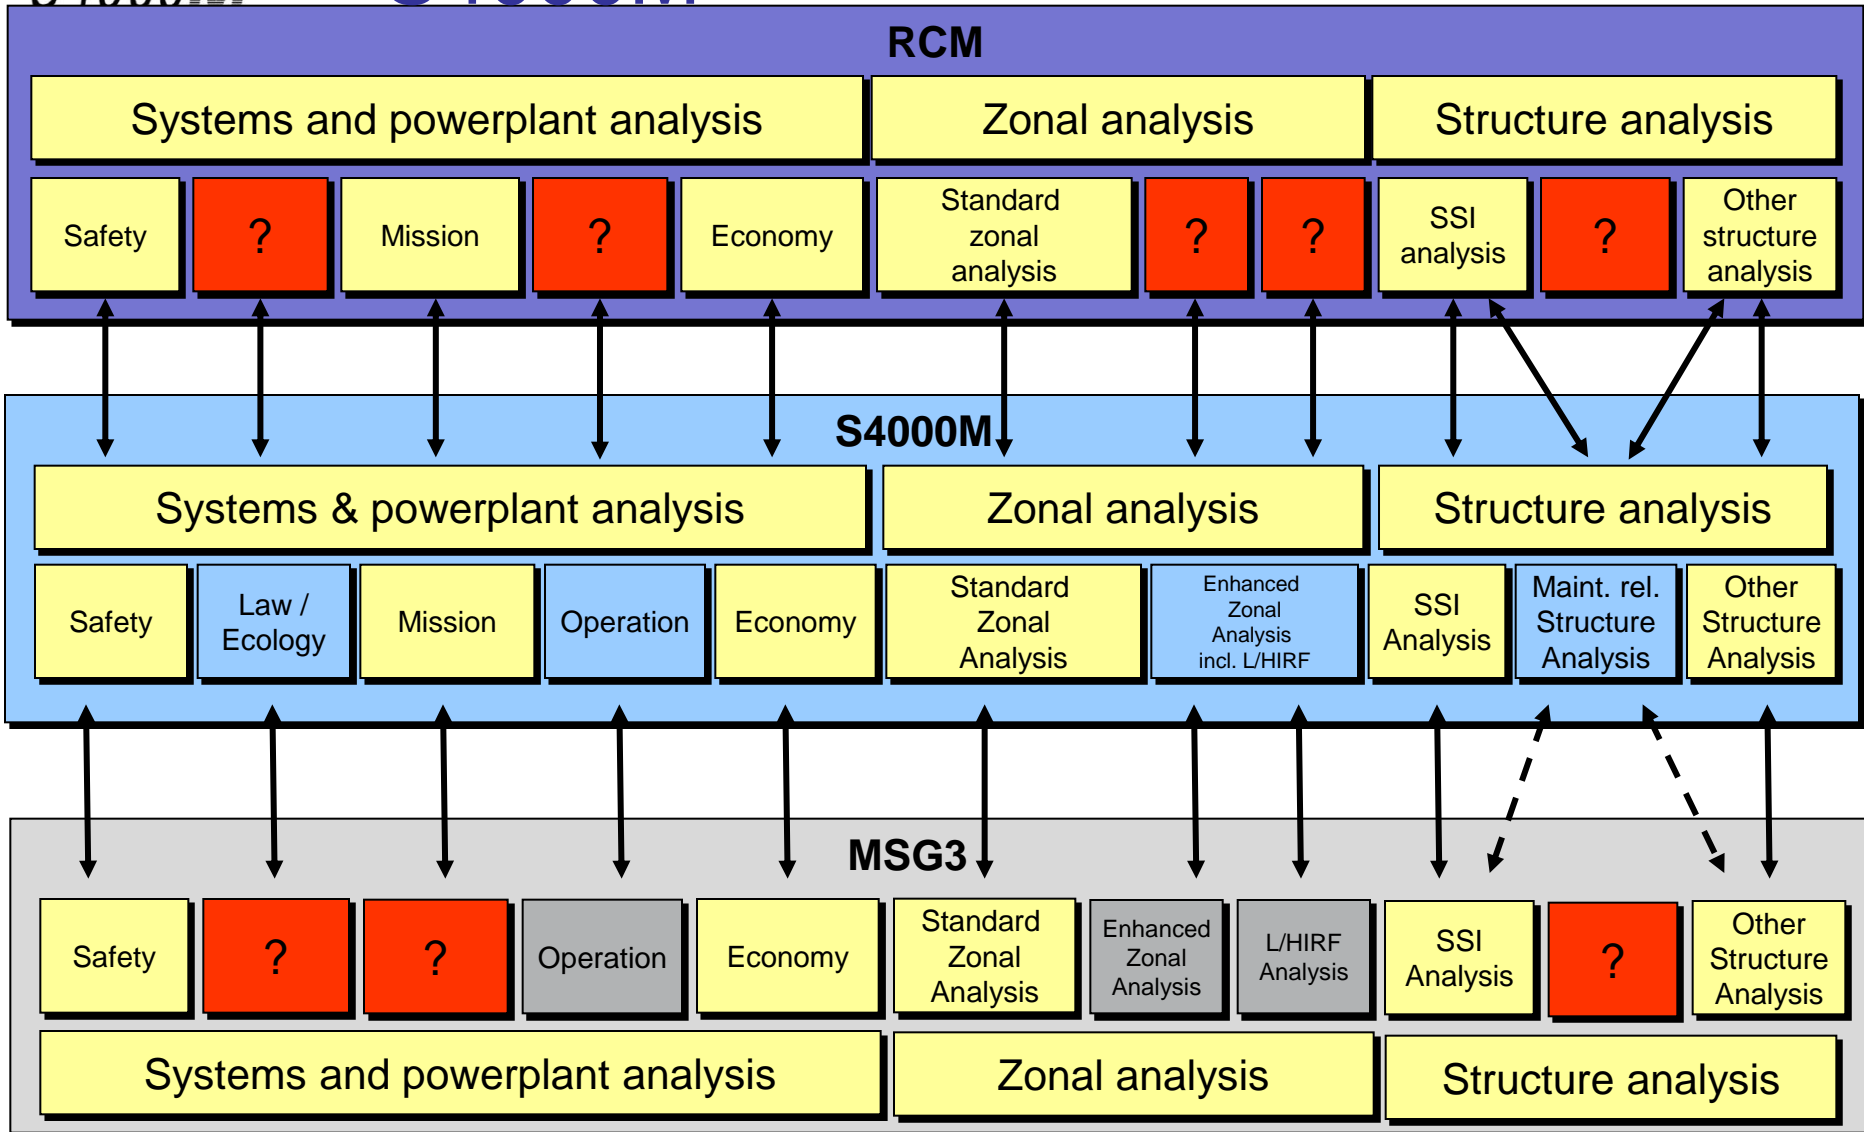 S4000M
S4000M
RCM
Systems and powerplant analysis
Zonal analysis
Structure analysis
Safety
?
Mission
?
Economy
Standard
zonal
analysis
?
?
SSI
analysis
?
Other
structure
analysis
S4000M
Systems & powerplant analysis
Zonal analysis
Structure analysis
Safety
Law /
Ecology
Mission
Operation
Economy
Standard
Zonal
Analysis
Enhanced
Zonal
Analysis
incl. L/HIRF
SSI
Analysis
Maint. rel.
Structure
Analysis
Other
Structure
Analysis
MSG3
Safety
?
?
Operation
Economy
Standard
Zonal
Analysis
Enhanced
Zonal
Analysis
L/HIRF
Analysis
SSI
Analysis
?
Other
Structure
Analysis
Systems and powerplant analysis
Zonal analysis
Structure analysis